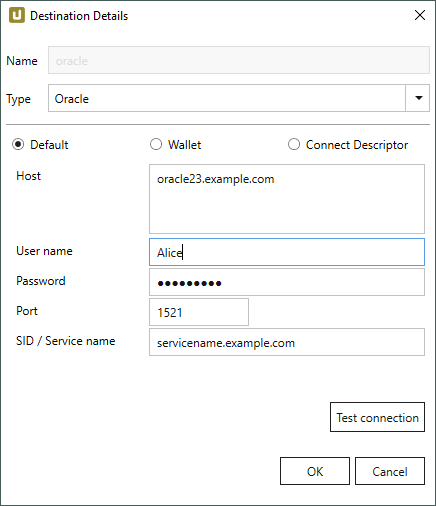 Destination Details
Name oracle
Type Oracle
Default Wallet Connect Descriptor
Host oracle23.example.com
User name Alice
Password ●●●●●●●●●
Port 1521
SID / Service name servicename.example.com
Test connection
OK Cancel